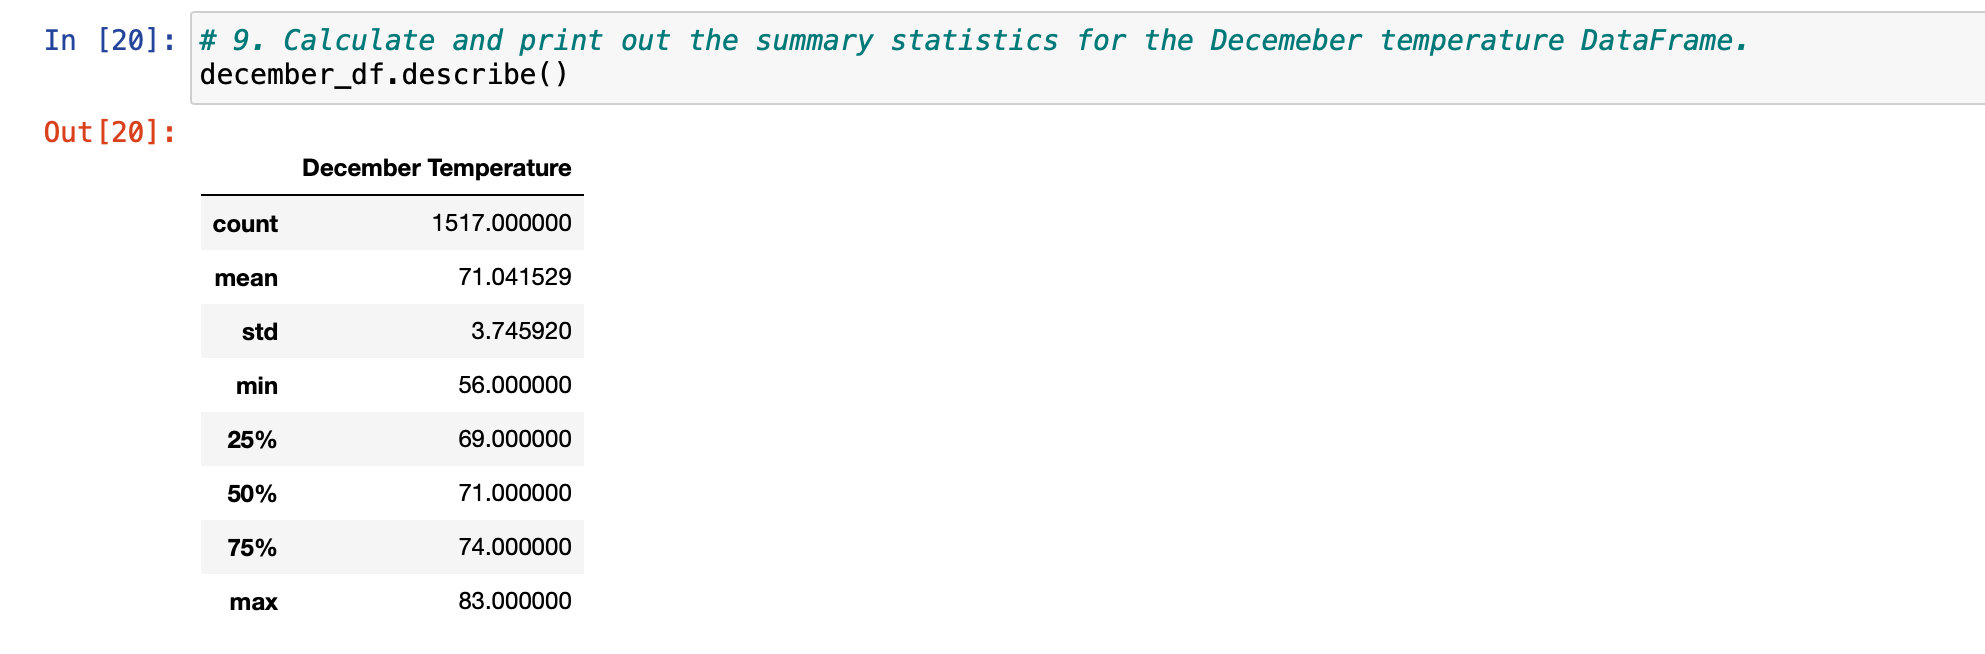 In [20]: # 9. Calculate and print out the summary statistics for the Decemeber temperature DataFrame.
december_df.describe()
Out[20]:
December Temperature
count 1517.000000
mean 71.041529
std 3.745920
min 56.000000
25% 69.000000
50% 71.000000
75% 74.000000
max 83.000000